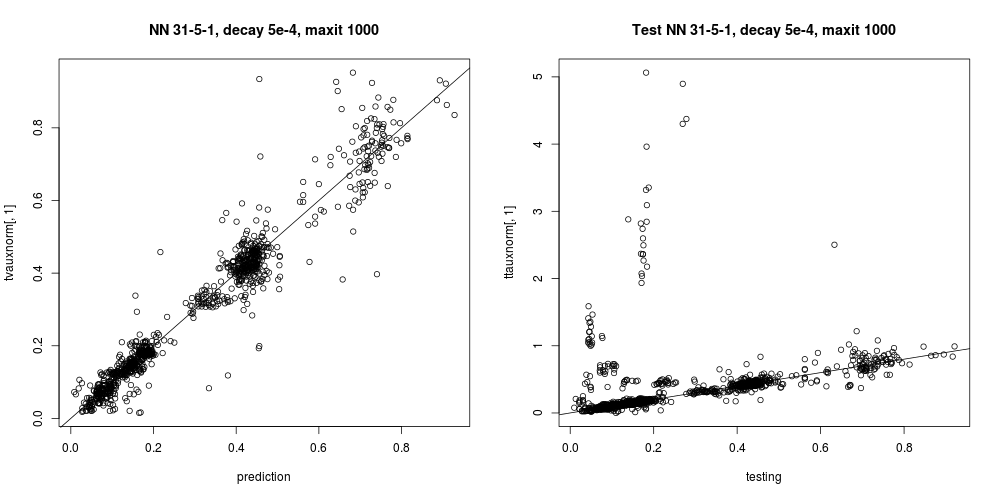 NN 31-5-1, decay 5e-4, maxit 1000
tvauxnorm[, 1]
0.8
0.6
0.4
0.2
0.0
0.0 0.2 0.4 0.6 0.8
prediction
Test NN 31-5-1, decay 5e-4, maxit 1000
ttauxnorm[, 1]
5
4
3
2
1
0
0.0 0.2 0.4 0.6 0.8
testing